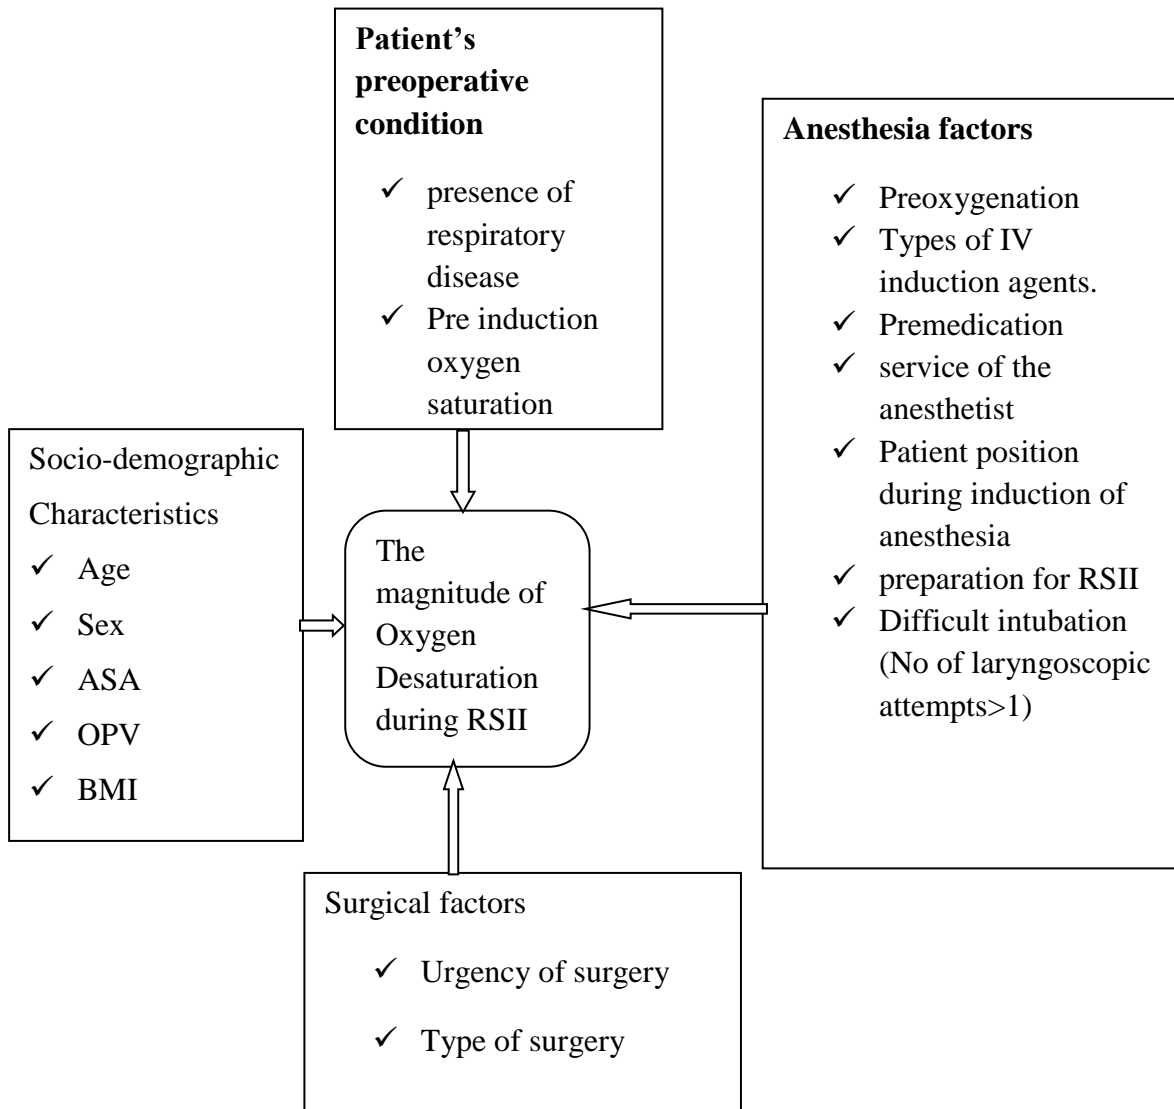 Patient’s
preoperative
condition
✓ presence of
respiratory
disease
✓ Pre induction
oxygen
saturation
Anesthesia factors
✓ Preoxygenation
✓ Types of IV
induction agents.
✓ Premedication
✓ service of the
anesthetist
✓ Patient position
during induction of
anesthesia
✓ preparation for RSII
✓ Difficult intubation
(No of laryngoscopic
attempts>1)
Socio-demographic
Characteristics
✓ Age
✓ Sex
✓ ASA
✓ OPV
✓ BMI
The
magnitude of
Oxygen
Desaturation
during RSII
Surgical factors
✓ Urgency of surgery
✓ Type of surgery